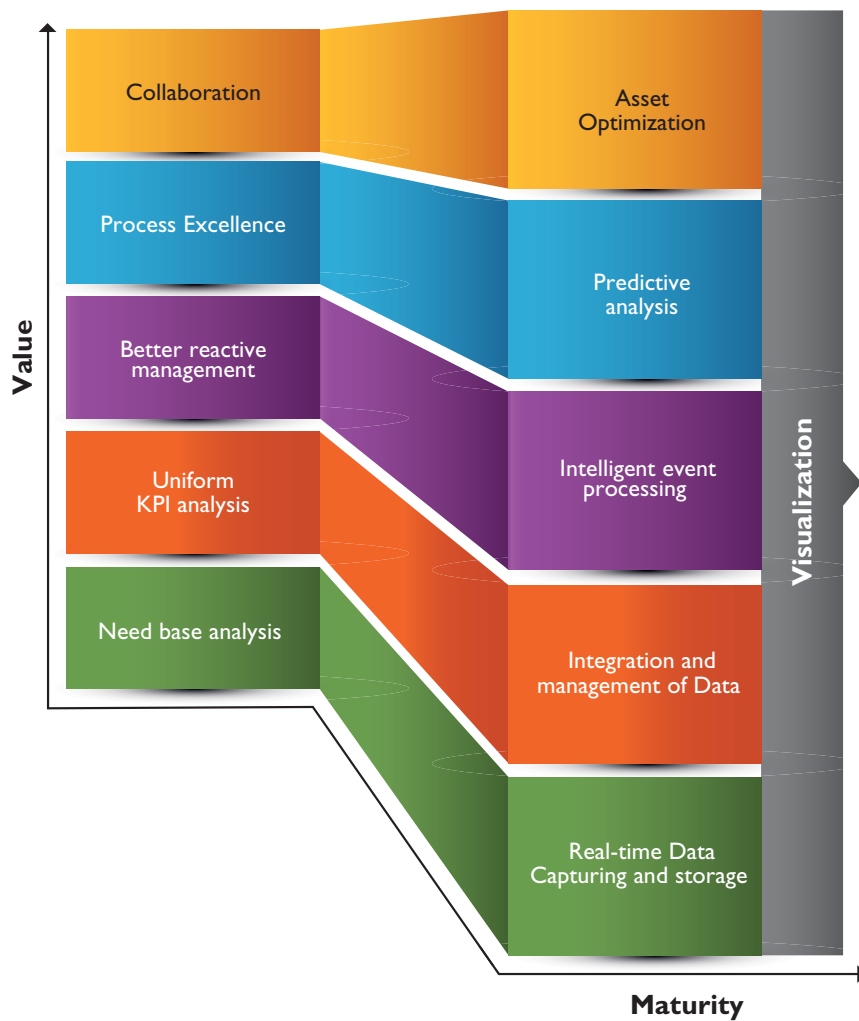 Value
Collaboration
Process Excellence
Better reactive
management
Uniform
KPI analysis
Need base analysis
Asset
Optimization
Predictive
analysis
Intelligent event
processing
Integration and
management of Data
Real-time Data
Capturing and storage
Visualization
Maturity